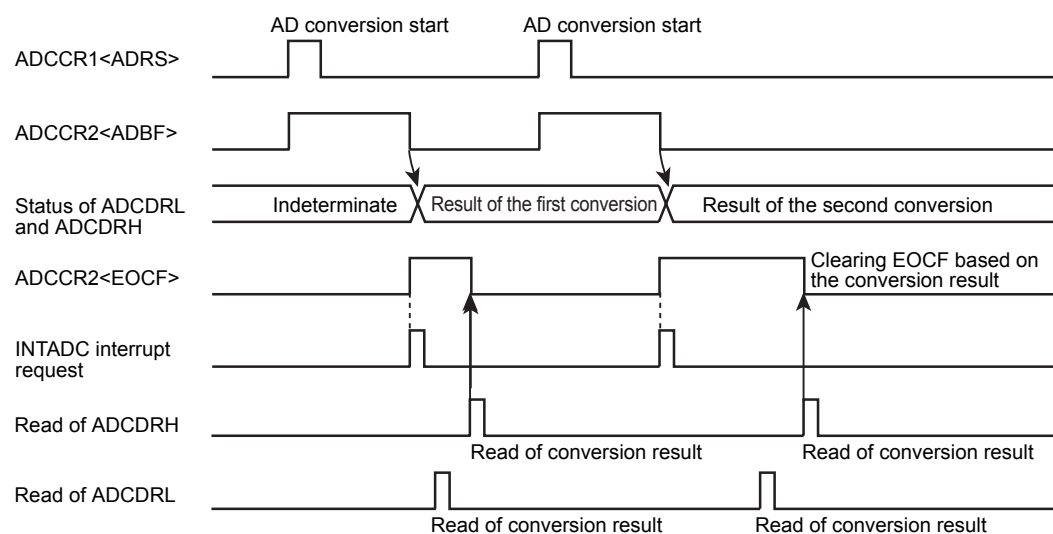 AD conversion start
AD conversion start
ADCCR1<ADRS>
ADCCR2<ADBF>
Status of ADCDRL
and ADCDRH
Indeterminate
Result of the first conversion
Result of the second conversion
ADCCR2<EOCF>
Clearing EOCF based on
the conversion result
INTADC interrupt
request
Read of ADCDRH
Read of conversion result
Read of conversion result
Read of ADCDRL
Read of conversion result
Read of conversion result